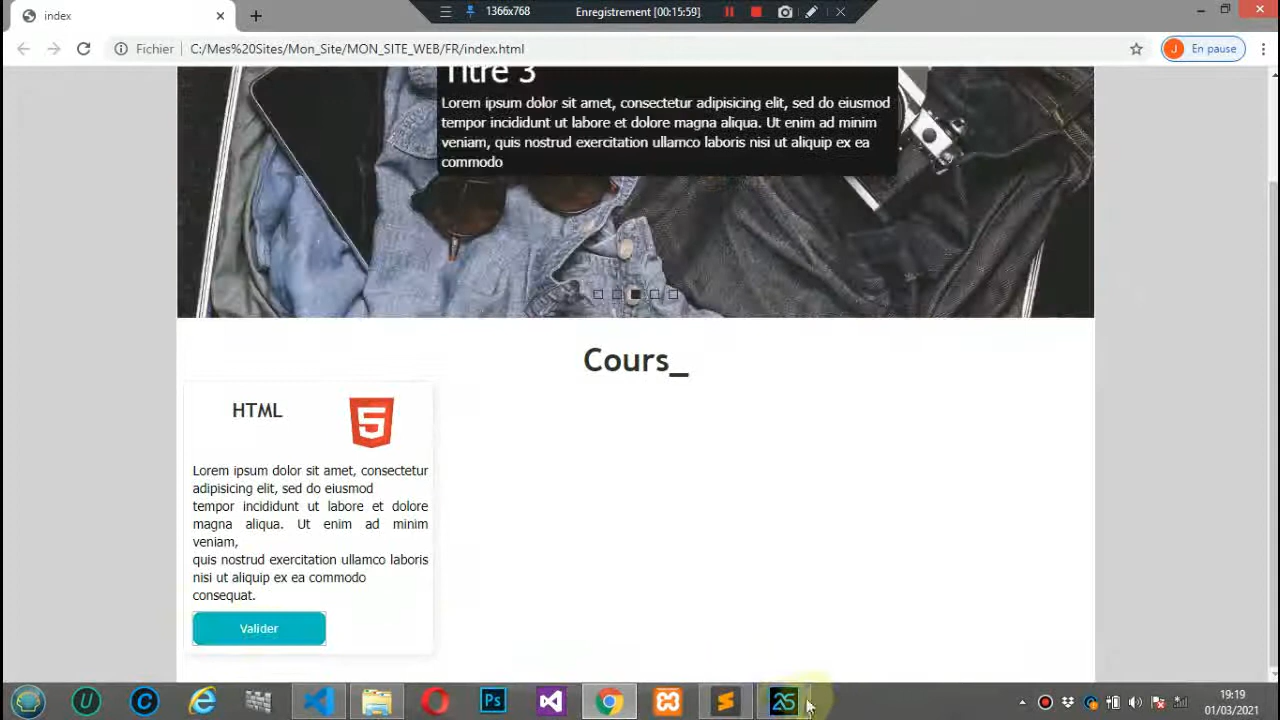 1366x768
Enregistrement [00:15:59]
index
Fichier
C:/Mes%20Sites/Mon_Site/MON_SITE_WEB/FR/index.html
J
En pause
Titre 3
Lorem ipsum dolor sit amet, consectetur adipisicing elit, sed do eiusmod
tempor incididunt ut labore et dolore magna aliqua. Ut enim ad minim
veniam, quis nostrud exercitation ullamco laboris nisi ut aliquip ex ea
commodo
Cours_
HTML
5
Lorem ipsum dolor sit amet, consectetur
adipisicing elit, sed do eiusmod
tempor incididunt ut labore et dolore
magna aliqua. Ut enim ad minim
veniam,
quis nostrud exercitation ullamco laboris
nisi ut aliquip ex ea commodo
consequat.
Valider
U
C
Ps
25
19:19
01/03/2021